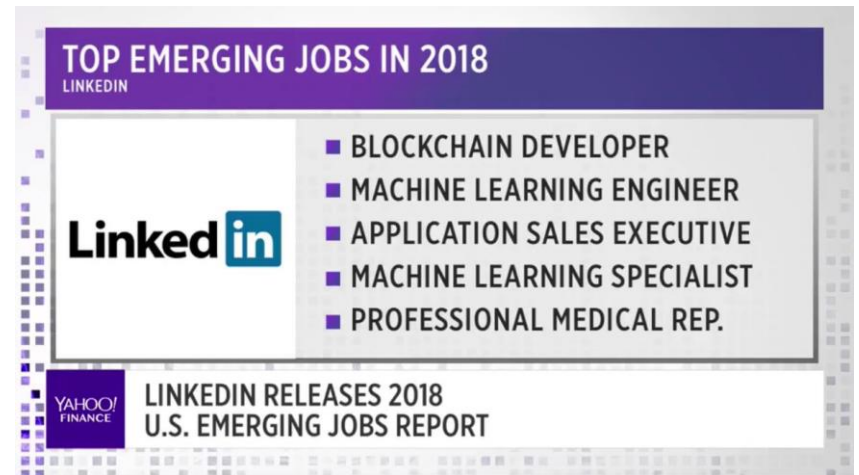 TOP EMERGING JOBS IN 2018
LINKEDIN
Linked in
BLOCKCHAIN DEVELOPER
MACHINE LEARNING ENGINEER
APPLICATION SALES EXECUTIVE
MACHINE LEARNING SPECIALIST
PROFESSIONAL MEDICAL REP.
YAHOO!
FINANCE
LINKEDIN RELEASES 2018
U.S. EMERGING JOBS REPORT